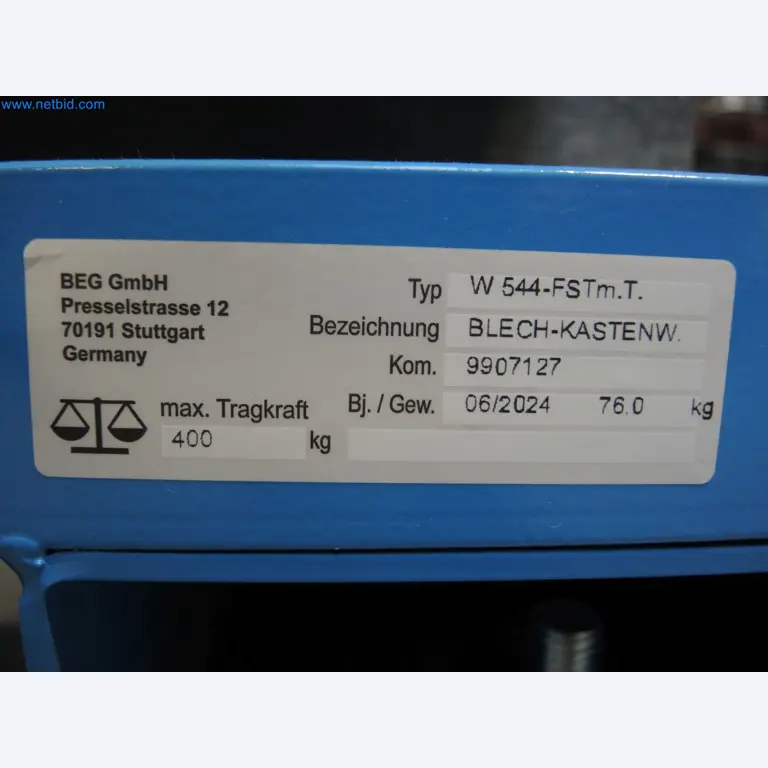 www.netbid.com
BEG GmbH
Presselstrasse 12
70191 Stuttgart
Germany
Typ W 544-FSTm.T.
Bezeichnung BLECH-KASTENW.
Kom. 9907127
Bj. / Gew. 06/2024 76.0 kg
max. Tragkraft
400 kg